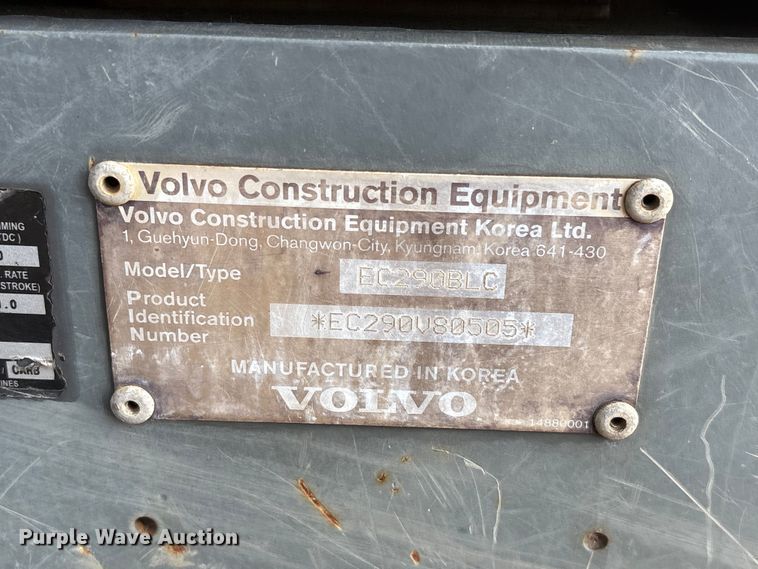 Volvo Construction Equipment
Volvo Construction Equipment Korea Ltd.
1, Guehyun-Dong, Changwon-City, Kyungnam, Korea 641-430
Model/Type EC290BLC
Product
Identification *EC290V80505*
Number
MANUFACTURED IN KOREA
VOLVO
14880001
RATE
STROKE)
CARB
Purple Wave Auction